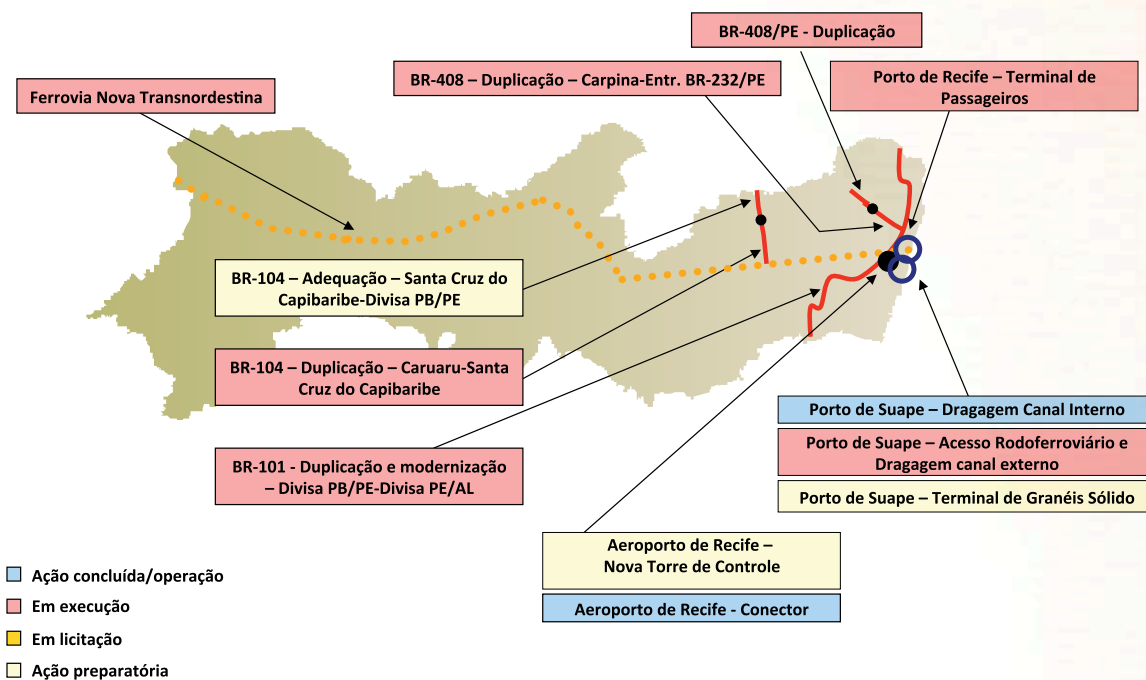 BR-408/PE - Duplicação
BR-408 – Duplicação – Carpina-Entr. BR-232/PE
Porto de Recife – Terminal de
Passageiros
Ferrovia Nova Transnordestina
BR-104 – Adequação – Santa Cruz do
Capibaribe-Divisa PB/PE
BR-104 – Duplicação – Caruaru-Santa
Cruz do Capibaribe
BR-101 - Duplicação e modernização
– Divisa PB/PE-Divisa PE/AL
Porto de Suape – Dragagem Canal Interno
Porto de Suape – Acesso Rodoferroviário e
Dragagem canal externo
Porto de Suape – Terminal de Granéis Sólido
Aeroporto de Recife –
Nova Torre de Controle
Aeroporto de Recife - Conector
Ação concluída/operação
Em execução
Em licitação
Ação preparatória